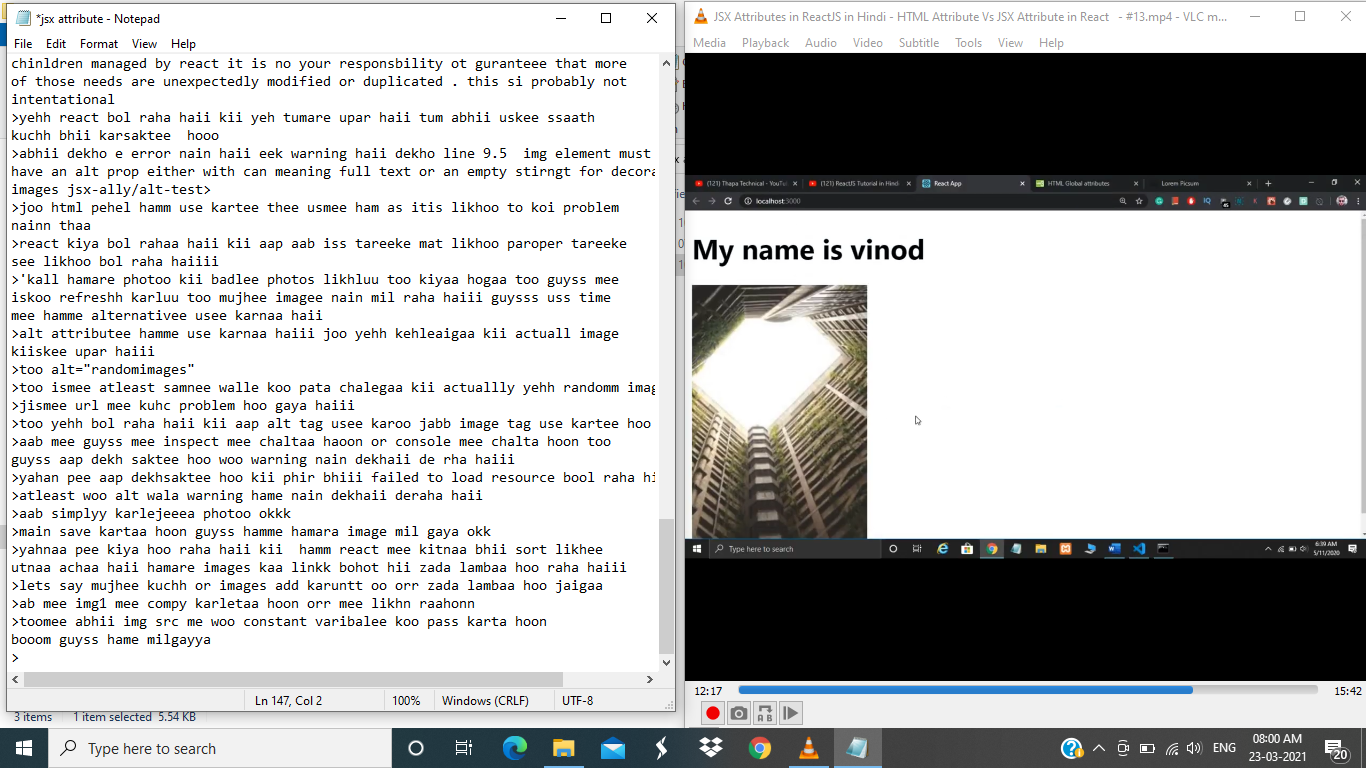 *jsx attribute - Notepad
File Edit Format View Help
chinldren managed by react it is no your responsbility ot guranteee that more
of those needs are unexpectedly modified or duplicated . this si probably not
intentational
>yehh react bol raha haii kii yeh tumare upar haii tum abhii uskee ssaath
kuchh bhii karsaktee  hooo
>abhii dekho e error nain haii eek warning haii dekho line 9.5  img element must
have an alt prop either with can meaning full text or an empty stirngt for decora
images jsx-ally/alt-test>
>joo html pehel hamm use kartee thee usmee ham as itis likhoo to koi problem
nainn thaa
>react kiya bol rahaa haii kii aap aab iss tareeke mat likhoo paroper tareeke
see likhoo bol raha haiiii
>'kall hamare photoo kii badlee photos likhluu too kiyaa hogaa too guyss mee
iskoo refreshh karluu too mujhee imagee nain mil raha haiii guysss uss time
mee hamme alternativee usee karnaa haii
>alt attributee hamme use karnaa haiii joo yehh kehleaigaa kii actuall image
kiiskee upar haiii
>too alt="randomimages"
>too ismee atleast samnee walle koo pata chalegaa kii actuallly yehh randomm imag
>jismee url mee kuhc problem hoo gaya haiii
>too yehh bol raha haii kii aap alt tag usee karoo jabb image tag use kartee hoo
>aab mee guyss mee inspect mee chaltaa haoon or console mee chalta hoon too
guyss aap dekh saktee hoo woo warning nain dekhaii de rha haiii
>yahan pee aap dekhsaktee hoo kii phir bhiii failed to load resource bool raha hi
>atleast woo alt wala warning hame nain dekhaii deraha haii
>aab simplyy karlejeeea photoo okkk
>main save kartaa hoon guyss hamme hamara image mil gaya okk
>yahnaa pee kiya hoo raha haii kii  hamm react mee kitnaa bhii sort likhee
utnaa achaa haii hamare images kaa linkk bohot hii zada lambaa hoo raha haiii
>lets say mujhee kuchh or images add karuntt oo orr zada lambaa hoo jaigaa
>ab mee img1 mee compy karletaa hoon orr mee likhn raahonn
>toomee abhii img src me woo constant varibalee koo pass karta hoon
booom guyss hame milgayya
>
Ln 147, Col 2 100% Windows (CRLF) UTF-8
3 items 1 item selected 5.54 KB
JSX Attributes in ReactJS in Hindi - HTML Attribute Vs JSX Attribute in React - #13.mp4 - VLC m...
Media Playback Audio Video Subtitle Tools View Help
(121) Thapa Technical - YouTu (121) ReactJS Tutorial in Hindi React App HTML Global attributes Lorem Picsum
localhost:3000
My name is vinod
Type here to search
6:39 AM
5/11/2020
12:17 15:42
A B
Type here to search
ENG
08:00 AM
23-03-2021
20